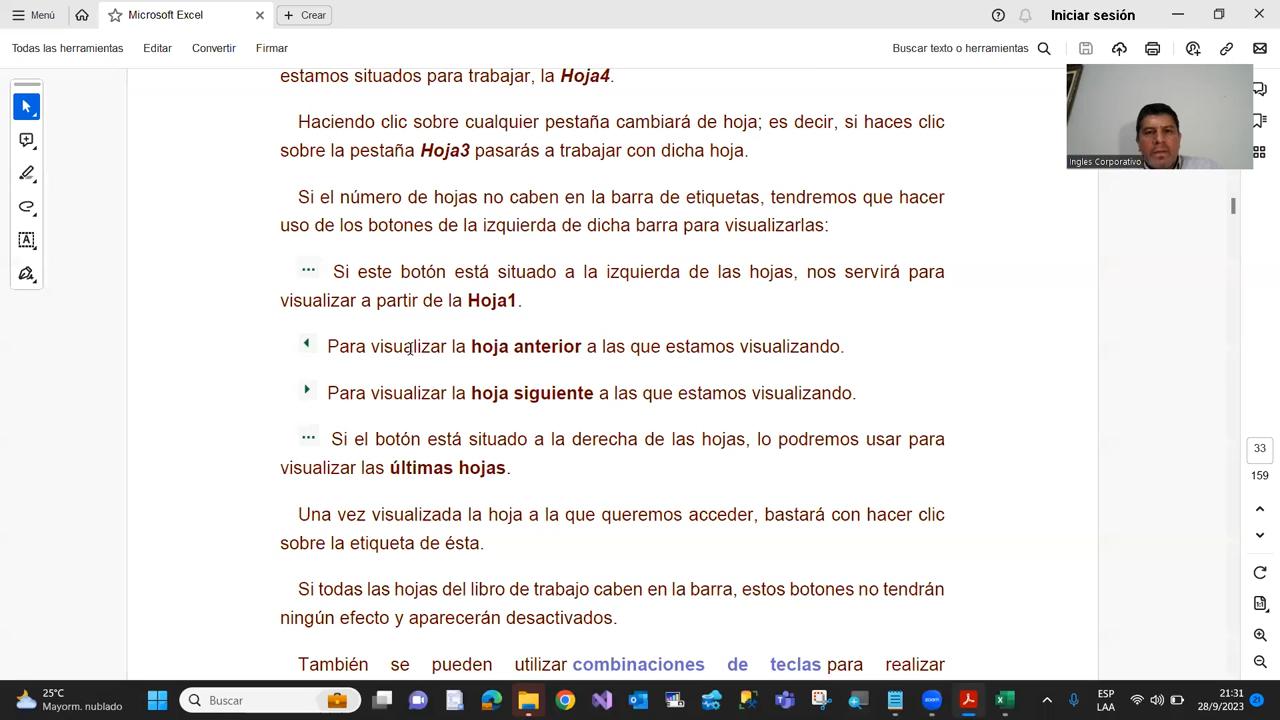 Menú
Microsoft Excel
Crear
Iniciar sesión
Todas las herramientas Editar Convertir Firmar
Buscar texto o herramientas
estamos situados para trabajar, la Hoja4.
Haciendo clic sobre cualquier pestaña cambiará de hoja; es decir, si haces clic
sobre la pestaña Hoja3 pasarás a trabajar con dicha hoja.
Si el número de hojas no caben en la barra de etiquetas, tendremos que hacer
uso de los botones de la izquierda de dicha barra para visualizarlas:
Si este botón está situado a la izquierda de las hojas, nos servirá para
visualizar a partir de la Hoja1.
Para visualizar la hoja anterior a las que estamos visualizando.
Para visualizar la hoja siguiente a las que estamos visualizando.
Si el botón está situado a la derecha de las hojas, lo podremos usar para
visualizar las últimas hojas.
Una vez visualizada la hoja a la que queremos acceder, bastará con hacer clic
sobre la etiqueta de ésta.
Si todas las hojas del libro de trabajo caben en la barra, estos botones no tendrán
ningún efecto y aparecerán desactivados.
También se pueden utilizar combinaciones de teclas para realizar
Ingles Corporativo
33
159
25°C
Mayorm. nublado
Buscar
ESP
LAA
21:31
28/9/2023